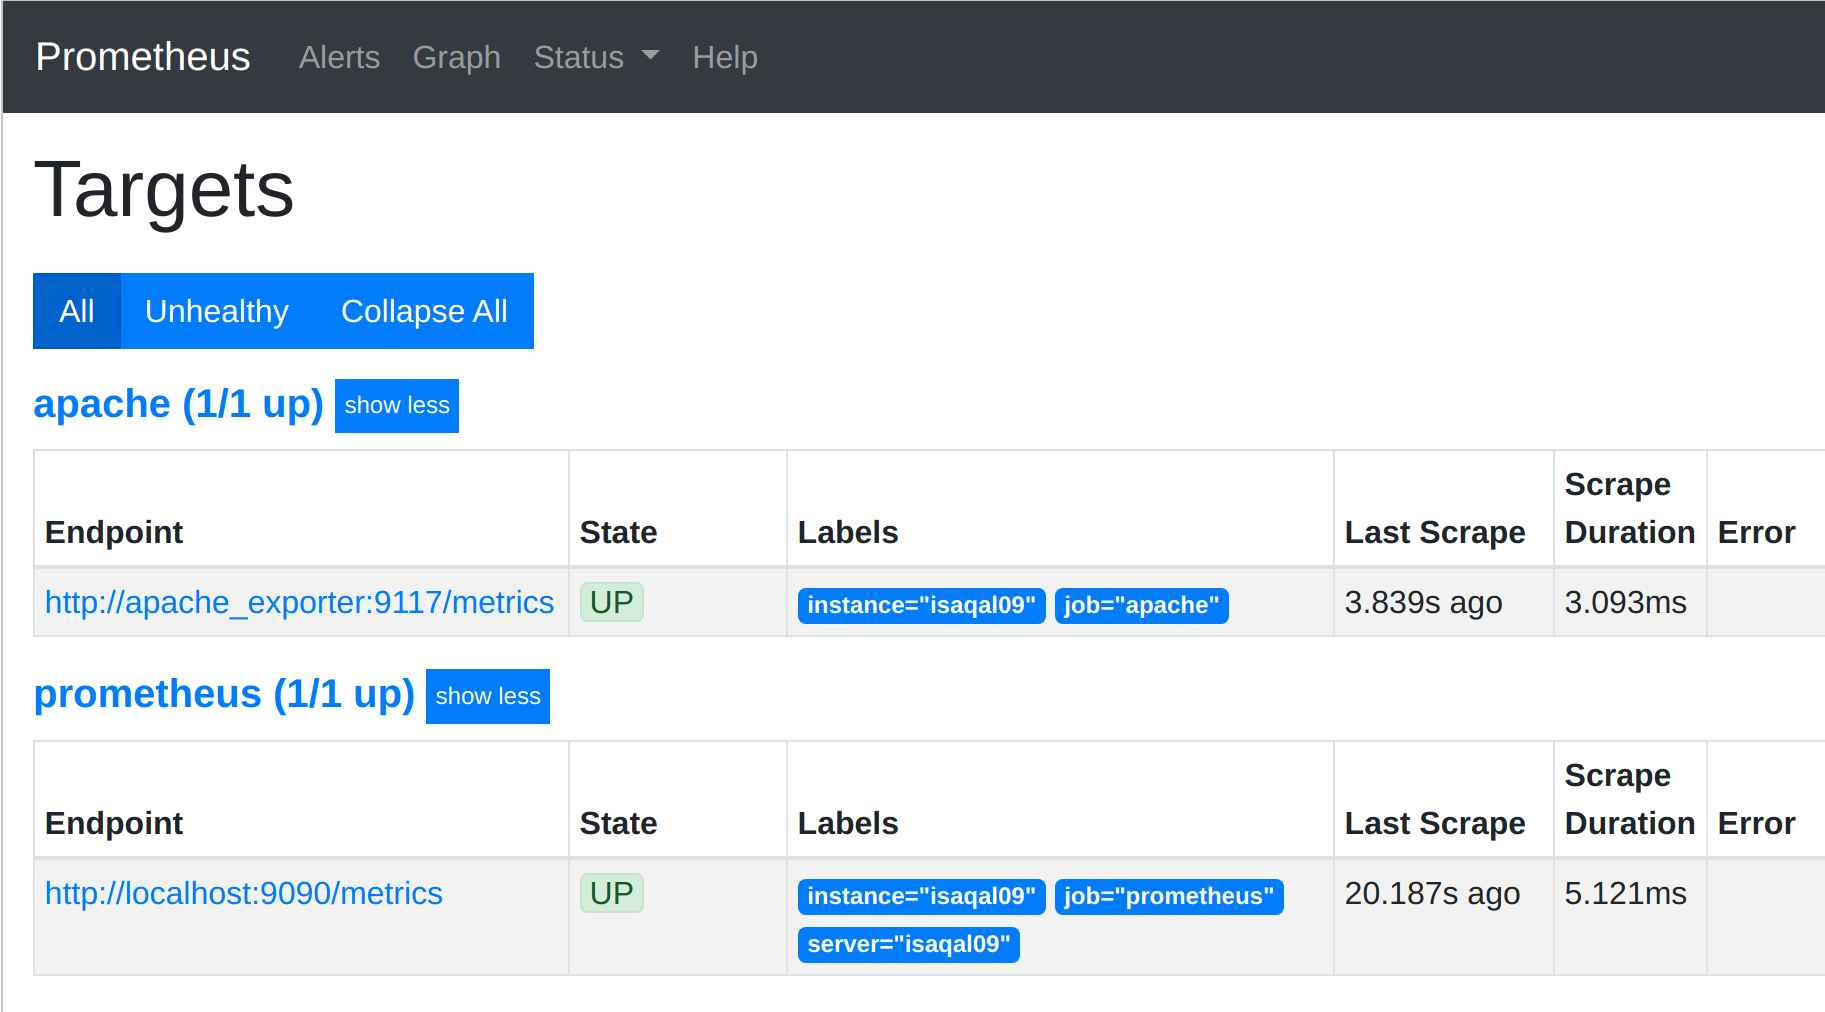 Prometheus Alerts Graph Status Help
Targets
All Unhealthy Collapse All
apache (1/1 up) show less
Endpoint State Labels Last Scrape Scrape Duration Error
http://apache_exporter:9117/metrics UP instance="isaqal09" job="apache" 3.839s ago 3.093ms
prometheus (1/1 up) show less
Endpoint State Labels Last Scrape Scrape Duration Error
http://localhost:9090/metrics UP instance="isaqal09" job="prometheus" 20.187s ago 5.121ms
server="isaqal09"